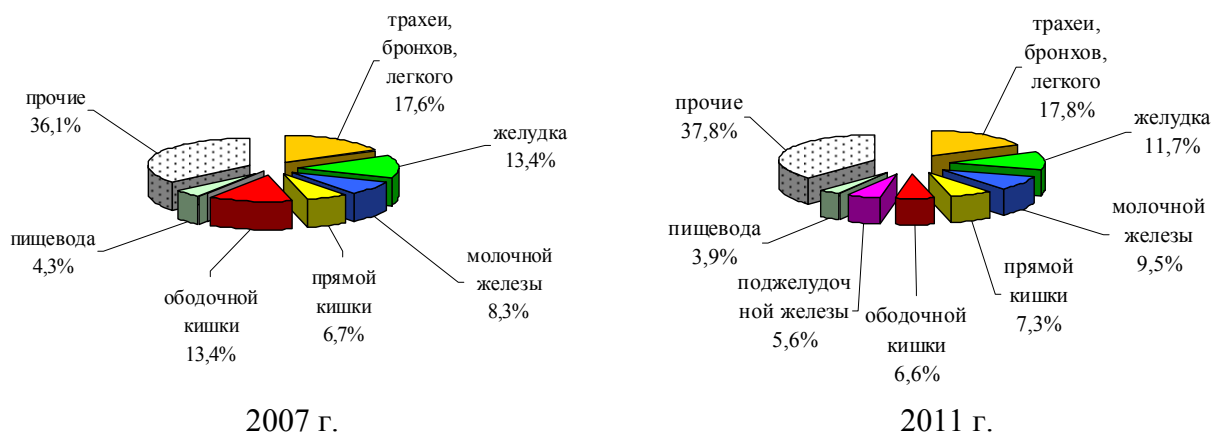 трахеи,
бронхов,
легкого
17,6%
желудка
13,4%
молочной
железы
8,3%
прямой
кишки
6,7%
ободочной
кишки
13,4%
пищевода
4,3%
прочие
36,1%
2007 г.
трахеи,
бронхов,
легкого
17,8%
желудка
11,7%
молочной
железы
9,5%
прямой
кишки
7,3%
ободочной
кишки
6,6%
поджелудоч
ной железы
5,6%
пищевода
3,9%
прочие
37,8%
2011 г.